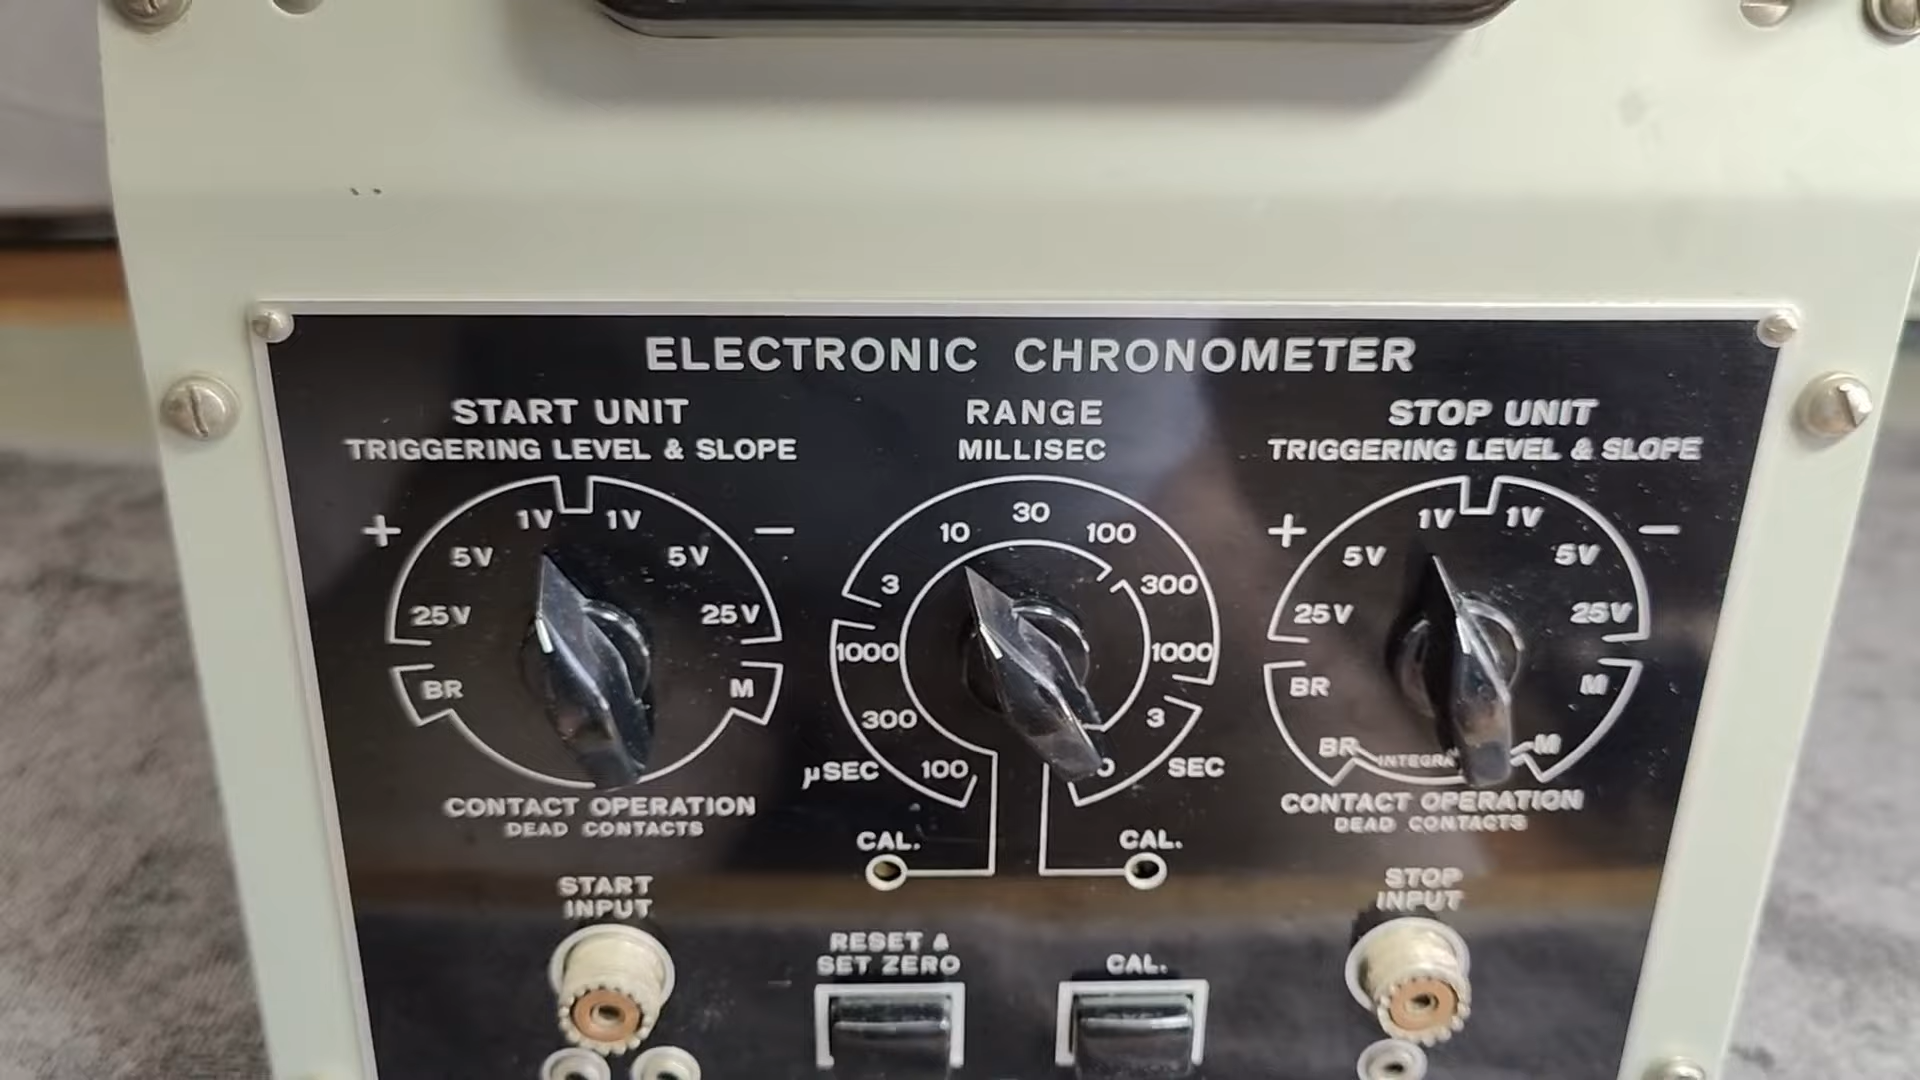 ELECTRONIC CHRONOMETER
START UNIT
TRIGGERING LEVEL & SLOPE
RANGE
MILLISEC
STOP UNIT
TRIGGERING LEVEL & SLOPE
+ 25V 5V 1V 1V 5V 25V −
BR M
CONTACT OPERATION
DEAD CONTACTS
3 10 30 100 300 1000
1000 300 100 µSEC
3 SEC
CAL.
CAL.
+ 25V 5V 1V 1V 5V 25V −
BR M
BR M
CONTACT OPERATION
DEAD CONTACTS
START
INPUT
RESET &
SET ZERO
CAL.
STOP
INPUT